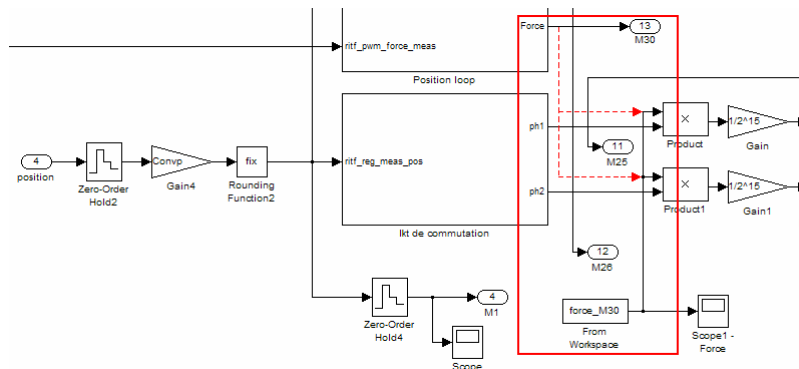 Force
13
M30
ritf_pwm_force_meas
Position loop
ph1
11
M25
×
Product
1/2^15
Gain
4
position
Zero-Order
Hold2
Convp
Gain4
fix
Rounding
Function2
ritf_reg_meas_pos
ph2
lkt de commutation
×
Product1
1/2^15
Gain1
12
M26
Zero-Order
Hold4
4
M1
Scope
force_M30
From
Workspace
Scope1 -
Force